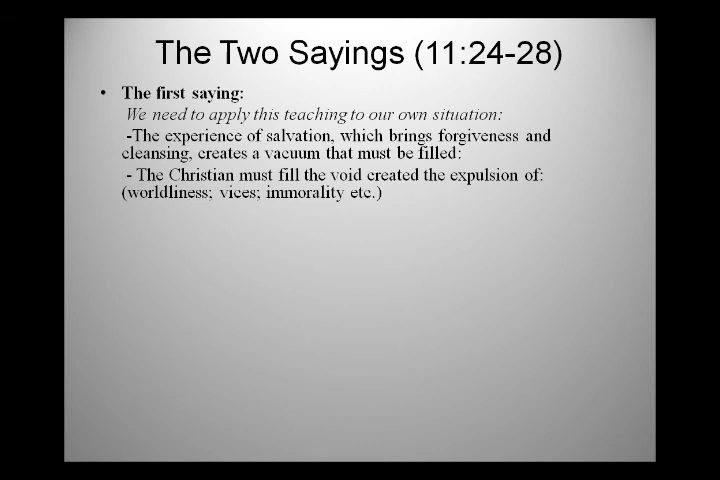 The Two Sayings (11:24-28)
• The first saying:
We need to apply this teaching to our own situation:
-The experience of salvation, which brings forgiveness and
cleansing, creates a vacuum that must be filled:
- The Christian must fill the void created the expulsion of:
(worldliness; vices; immorality etc.)